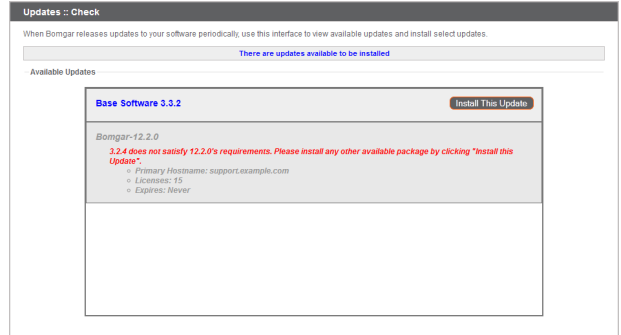 Updates :: Check
When Bomgar releases updates to your software periodically, use this interface to view available updates and install select updates.
There are updates available to be installed
Available Updates
Base Software 3.3.2
Install This Update
Bomgar-12.2.0
3.2.4 does not satisfy 12.2.0's requirements. Please install any other available package by clicking "Install this
Update".
Primary Hostname: support.example.com
Licenses: 15
Expires: Never